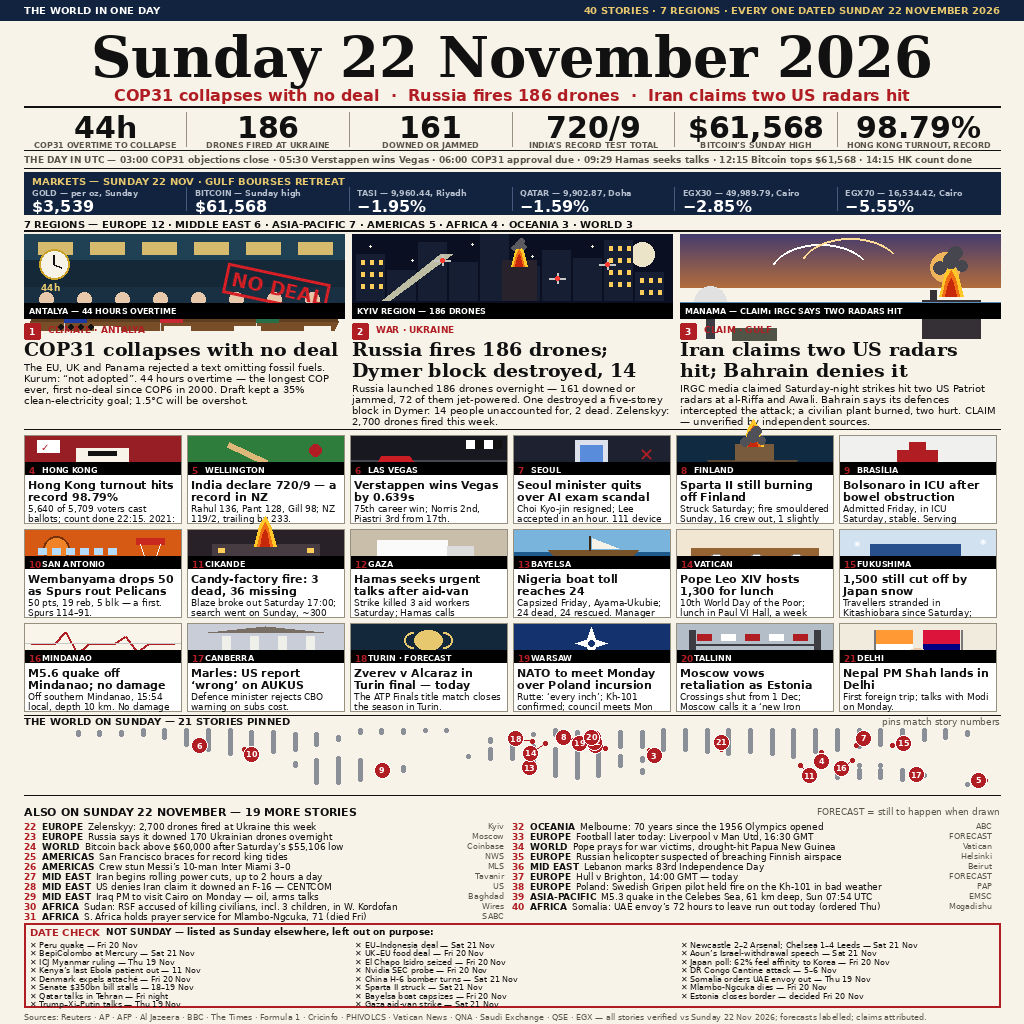 THE WORLD IN ONE DAY
40 STORIES · 7 REGIONS · EVERY ONE DATED SUNDAY 22 NOVEMBER 2026
Sunday 22 November 2026
COP31 collapses with no deal · Russia fires 186 drones · Iran claims two US radars hit
44h
COP31 OVERTIME TO COLLAPSE
186
DRONES FIRED AT UKRAINE
161
DOWNED OR JAMMED
720/9
INDIA'S RECORD TEST TOTAL
$61,568
BITCOIN'S SUNDAY HIGH
98.79%
HONG KONG TURNOUT, RECORD
THE DAY IN UTC — 03:00 COP31 objections close · 05:30 Verstappen wins Vegas · 06:00 COP31 approval due · 09:29 Hamas seeks talks · 12:15 Bitcoin tops $61,568 · 14:15 HK count done
MARKETS — SUNDAY 22 NOV · GULF BOURSES RETREAT
GOLD — per oz, Sunday
$3,539
BITCOIN — Sunday high
$61,568
TASI — 9,960.44, Riyadh
−1.95%
QATAR — 9,902.87, Doha
−1.59%
EGX30 — 49,989.79, Cairo
−2.85%
EGX70 — 16,534.42, Cairo
−5.55%
7 REGIONS — EUROPE 12 · MIDDLE EAST 6 · ASIA-PACIFIC 7 · AMERICAS 5 · AFRICA 4 · OCEANIA 3 · WORLD 3
44h
NO DEAL
ANTALYA — 44 HOURS OVERTIME
1 CLIMATE · ANTALYA
COP31 collapses with no deal
The EU, UK and Panama rejected a text omitting fossil fuels.
Kurum: “not adopted”. 44 hours overtime — the longest COP
ever, first no-deal since COP6 in 2000. Draft kept a 35%
clean-electricity goal; 1.5°C will be overshot.
KYIV REGION — 186 DRONES
2 WAR · UKRAINE
Russia fires 186 drones;
Dymer block destroyed, 14
Russia launched 186 drones overnight — 161 downed or
jammed, 72 of them jet-powered. One destroyed a five-storey
block in Dymer: 14 people unaccounted for, 2 dead. Zelenskyy:
2,700 drones fired this week.
MANAMA — CLAIM: IRGC SAYS TWO RADARS HIT
3 CLAIM · GULF
Iran claims two US radars
hit; Bahrain denies it
IRGC media claimed Saturday-night strikes hit two US Patriot
radars at al-Riffa and Awali. Bahrain says its defences
intercepted the attack; a civilian plant burned, two hurt. CLAIM
— unverified by independent sources.
4 HONG KONG
Hong Kong turnout hits
record 98.79%
5,640 of 5,709 voters cast
ballots; count done 22:15. 2021:
5 WELLINGTON
India declare 720/9 — a
record in NZ
Rahul 136, Pant 128, Gill 98; NZ
119/2, trailing by 233.
6 LAS VEGAS
Verstappen wins Vegas
by 0.639s
75th career win; Norris 2nd,
Piastri 3rd from 17th.
7 SEOUL
Seoul minister quits
over AI exam scandal
Choi Kyo-jin resigned; Lee
accepted in an hour. 111 device
8 FINLAND
Sparta II still burning
off Finland
Struck Saturday; fire smouldered
Sunday, 16 crew out, 1 slightly
9 BRASÍLIA
Bolsonaro in ICU after
bowel obstruction
Admitted Friday, in ICU
Saturday, stable. Serving
10 SAN ANTONIO
Wembanyama drops 50
as Spurs rout Pelicans
50 pts, 19 reb, 5 blk — a first.
Spurs 114–91.
11 CIKANDE
Candy-factory fire: 3
dead, 36 missing
Blaze broke out Saturday 17:00;
search went on Sunday, ~300
12 GAZA
Hamas seeks urgent
talks after aid-van
Strike killed 3 aid workers
Saturday; Hamas calls
13 BAYELSA
Nigeria boat toll
reaches 24
Capsized Friday, Ayama-Ukubie;
24 dead, 24 rescued. Manager
14 VATICAN
Pope Leo XIV hosts
1,300 for lunch
10th World Day of the Poor;
lunch in Paul VI Hall, a week
15 FUKUSHIMA
1,500 still cut off by
Japan snow
Travellers stranded in
Kitashiobara since Saturday;
16 MINDANAO
M5.6 quake off
Mindanao; no damage
Off southern Mindanao, 15:54
local, depth 10 km. No damage
17 CANBERRA
Marles: US report
‘wrong’ on AUKUS
Defence minister rejects CBO
warning on subs cost.
18 TURIN · FORECAST
Zverev v Alcaraz in
Turin final — today
The ATP Finals title match closes
the season in Turin.
19 WARSAW
NATO to meet Monday
over Poland incursion
Rutte: ‘every inch’; Kh-101
confirmed; council meets Mon
20 TALLINN
Moscow vows
retaliation as Estonia
Crossings shut from 1 Dec;
Moscow calls it a ‘new Iron
21 DELHI
Nepal PM Shah lands in
Delhi
First foreign trip; talks with Modi
on Monday.
THE WORLD ON SUNDAY — 21 STORIES PINNED
pins match story numbers
6 10 9 18 14 13 8 19 20 3 21 11 4 16 7 15 17 5
ALSO ON SUNDAY 22 NOVEMBER — 19 MORE STORIES
FORECAST = still to happen when drawn
22 EUROPE Zelenskyy: 2,700 drones fired at Ukraine this week Kyiv
23 EUROPE Russia says it downed 170 Ukrainian drones overnight Moscow
24 WORLD Bitcoin back above $60,000 after Saturday's $55,106 low Coinbase
25 AMERICAS San Francisco braces for record king tides NWS
26 AMERICAS Crew stun Messi's 10-man Inter Miami 3–0 MLS
27 MID EAST Iran begins rolling power cuts, up to 2 hours a day Tavanir
28 MID EAST US denies Iran claim it downed an F-16 — CENTCOM US
29 MID EAST Iraq PM to visit Cairo on Monday — oil, arms talks Baghdad
30 AFRICA Sudan: RSF accused of killing civilians, incl. 3 children, in W. Kordofan Wires
31 AFRICA S. Africa holds prayer service for Mlambo-Ngcuka, 71 (died Fri) SABC
32 OCEANIA Melbourne: 70 years since the 1956 Olympics opened ABC
33 EUROPE Football later today: Liverpool v Man Utd, 16:30 GMT FORECAST
34 WORLD Pope prays for war victims, drought-hit Papua New Guinea Vatican
35 EUROPE Russian helicopter suspected of breaching Finnish airspace Helsinki
36 MID EAST Lebanon marks 83rd Independence Day Beirut
37 EUROPE Hull v Brighton, 14:00 GMT — today FORECAST
38 EUROPE Poland: Swedish Gripen pilot held fire on the Kh-101 in bad weather PAP
39 ASIA-PACIFIC M5.3 quake in the Celebes Sea, 61 km deep, Sun 07:54 UTC EMSC
40 AFRICA Somalia: UAE envoy's 72 hours to leave run out today (ordered Thu) Mogadishu
DATE CHECK NOT SUNDAY — listed as Sunday elsewhere, left out on purpose:
× Peru quake — Fri 20 Nov
× BepiColombo at Mercury — Sat 21 Nov
× ICJ Myanmar ruling — Thu 19 Nov
× Kenya's last Ebola patient out — 11 Nov
× Denmark expels attaché — Fri 20 Nov
× Senate $350bn bill stalls — 18–19 Nov
× Qatar talks in Tehran — Fri night
× Trump–Xi–Putin talks — Thu 19 Nov
× EU–Indonesia deal — Sat 21 Nov
× UK–EU food deal — Fri 20 Nov
× El Chapo Isidro seized — Fri 20 Nov
× Nvidia SEC probe — Fri 20 Nov
× China H-6 bomber turns — Sat 21 Nov
× Sparta II struck — Sat 21 Nov
× Bayelsa boat capsizes — Fri 20 Nov
× Gaza aid-van strike — Sat 21 Nov
× Newcastle 2–2 Arsenal; Chelsea 1–4 Leeds — Sat 21 Nov
× Aoun's Israel-withdrawal speech — Sat 21 Nov
× Japan poll: 62% feel affinity to Korea — Fri 20 Nov
× DR Congo Cantine attack — 5–6 Nov
× Somalia orders UAE envoy out — Thu 19 Nov
× Mlambo-Ngcuka dies — Fri 20 Nov
× Estonia closes border — decided Fri 20 Nov
Sources: Reuters · AP · AFP · Al Jazeera · BBC · The Times · Formula 1 · Cricinfo · PHIVOLCS · Vatican News · QNA · Saudi Exchange · QSE · EGX — all stories verified vs Sunday 22 Nov 2026; forecasts labelled; claims attributed.